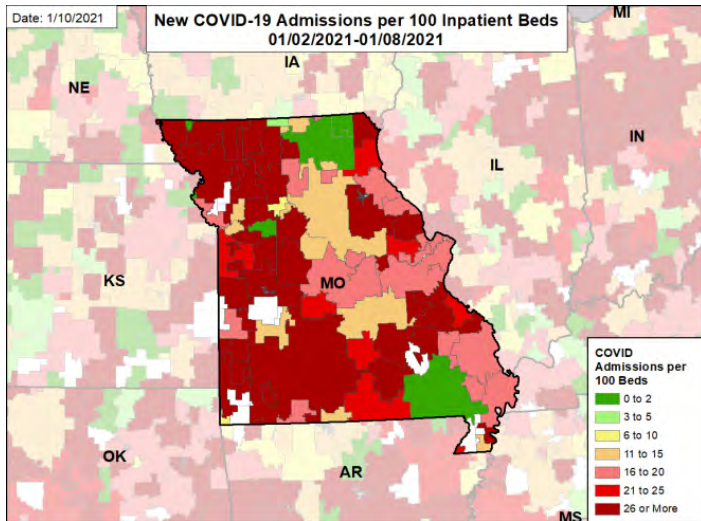 Date: 1/10/2021
New COVID-19 Admissions per 100 Inpatient Beds
01/02/2021-01/08/2021
MI
IA
NE
IN
IL
KS
MO
COVID
Admissions per
100 Beds
0 to 2
3 to 5
6 to 10
11 to 15
16 to 20
21 to 25
26 or More
OK
AR
MS